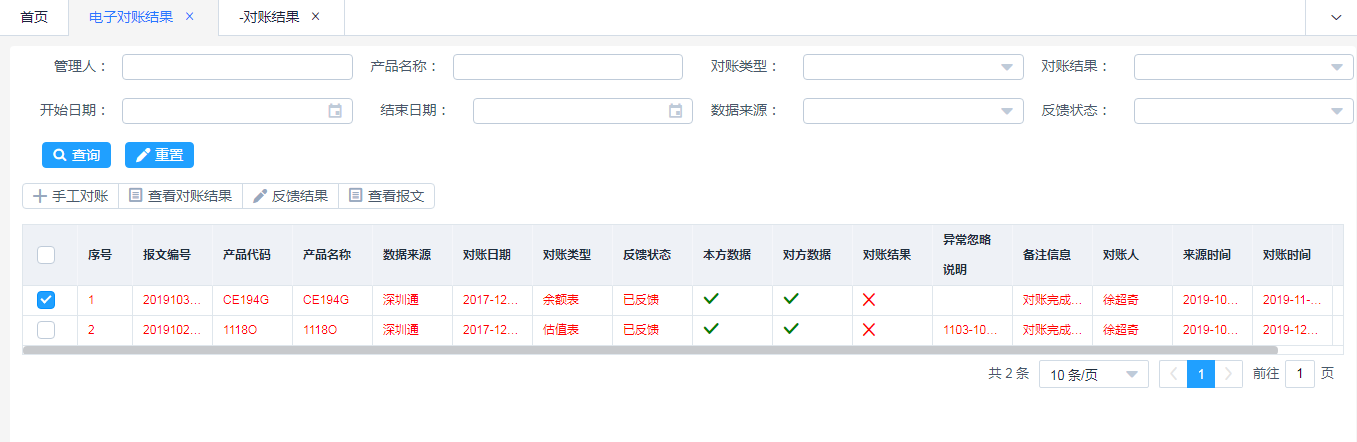 首页 电子对账结果 × -对账结果 ×
管理人： 产品名称： 对账类型： 对账结果：
开始日期： 结束日期： 数据来源： 反馈状态：
查询 重置
手工对账 查看对账结果 反馈结果 查看报文
序号 报文编号 产品代码 产品名称 数据来源 对账日期 对账类型 反馈状态 本方数据 对方数据 对账结果 异常忽略说明 备注信息 对账人 来源时间 对账时间
1 2019103... CE194G CE194G 深圳通 2017-12... 余额表 已反馈 对账完成... 徐超奇 2019-10... 2019-11-...
2 2019102... 1118O 1118O 深圳通 2017-12... 估值表 已反馈 1103-10... 对账完成... 徐超奇 2019-10... 2019-12...
共 2 条 10 条/页 1 前往 1 页